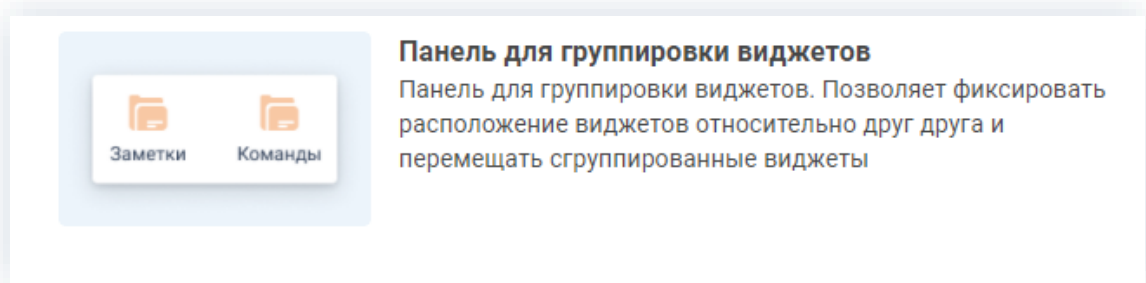 Панель для группировки виджетов
Панель для группировки виджетов. Позволяет фиксировать
расположение виджетов относительно друг друга и
перемещать сгруппированные виджеты
Заметки Команды